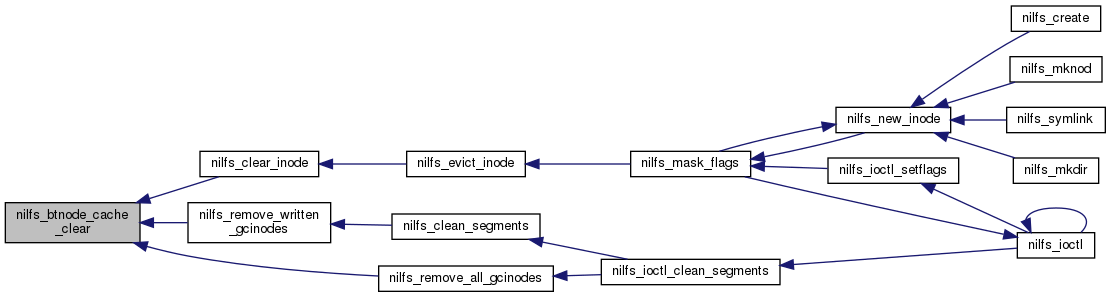 nilfs_create
nilfs_mknod
nilfs_new_inode
nilfs_symlink
nilfs_clear_inode
nilfs_evict_inode
nilfs_mask_flags
nilfs_ioctl_setflags
nilfs_mkdir
nilfs_btnode_cache
_clear
nilfs_remove_written
_gcinodes
nilfs_clean_segments
nilfs_ioctl
nilfs_remove_all_gcinodes
nilfs_ioctl_clean_segments